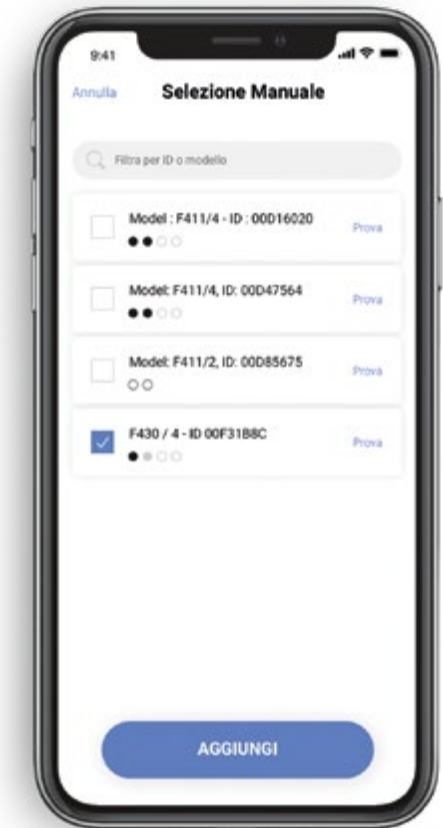 9:41
Annulla Selezione Manuale
Filtra per ID o modello
Model : F411/4 - ID : 00D16020
Prova
Model: F411/4, ID: 00D47564
Prova
Model: F411/2, ID: 00D85675
Prova
F430 / 4 - ID 00F31B8C
Prova
AGGIUNGI